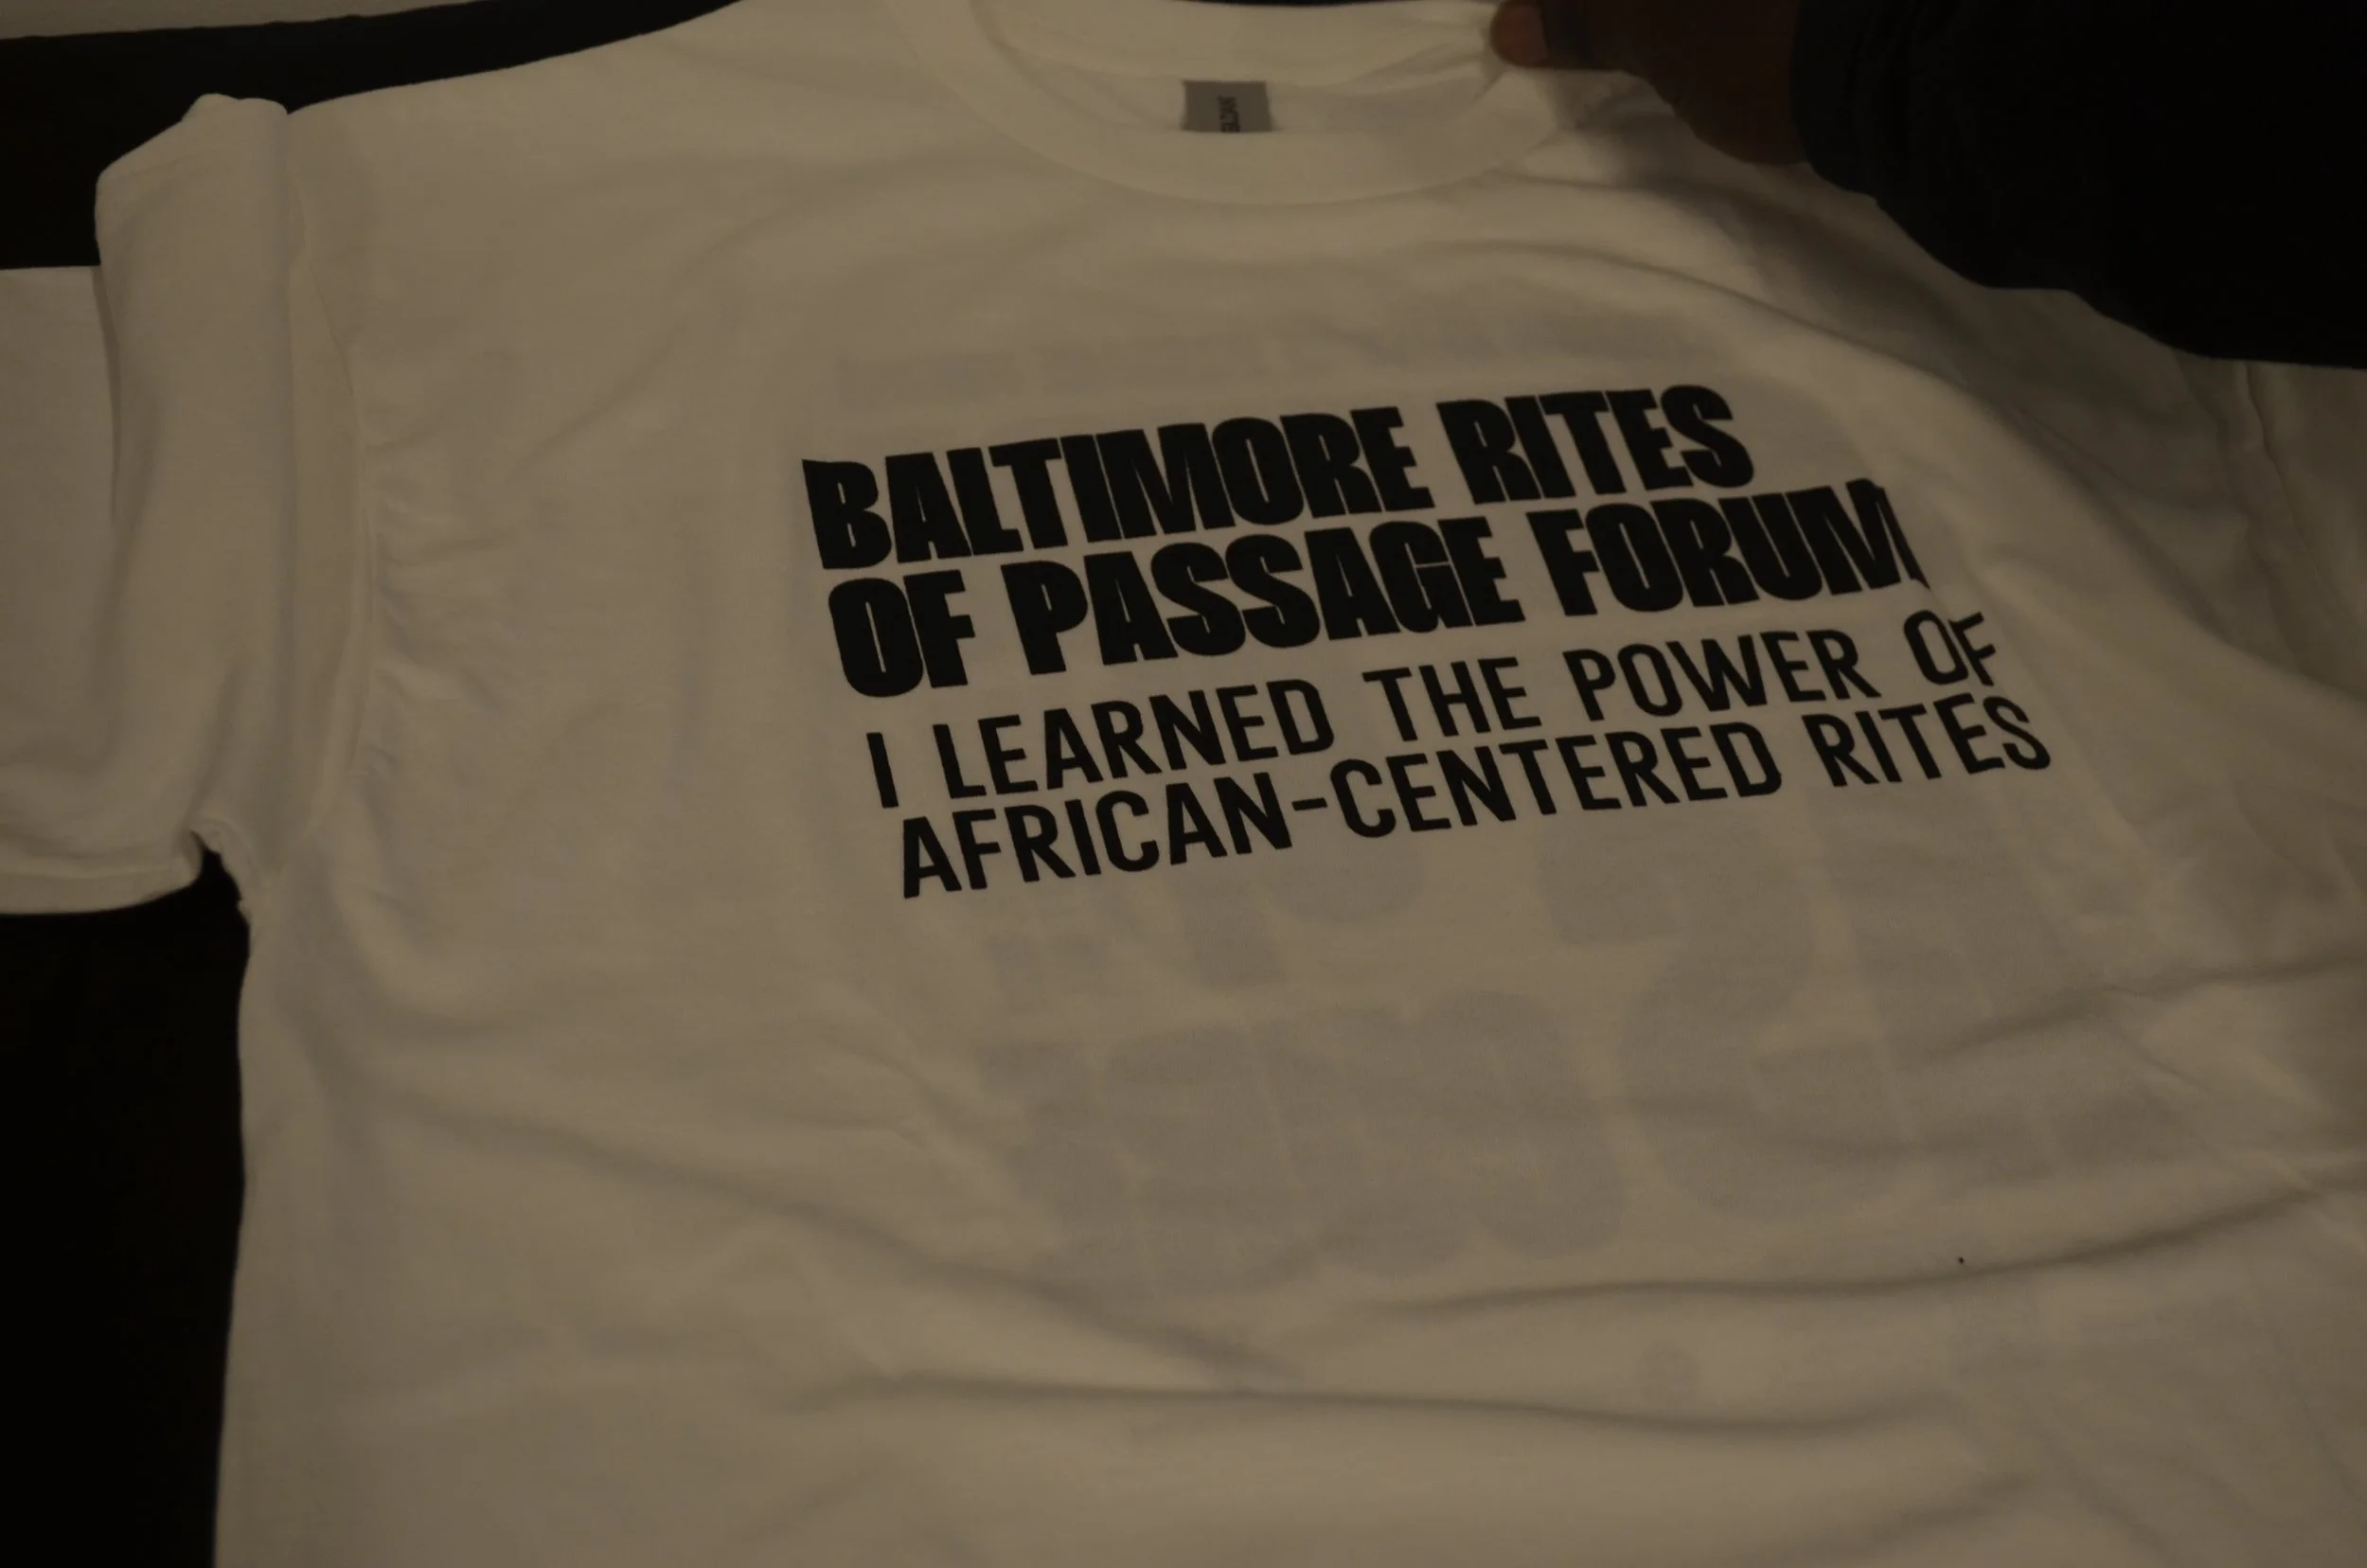 BALTIMORE RITES
OF PASSAGE FORUM
I LEARNED THE POWER OF
AFRICAN-CENTERED RITES